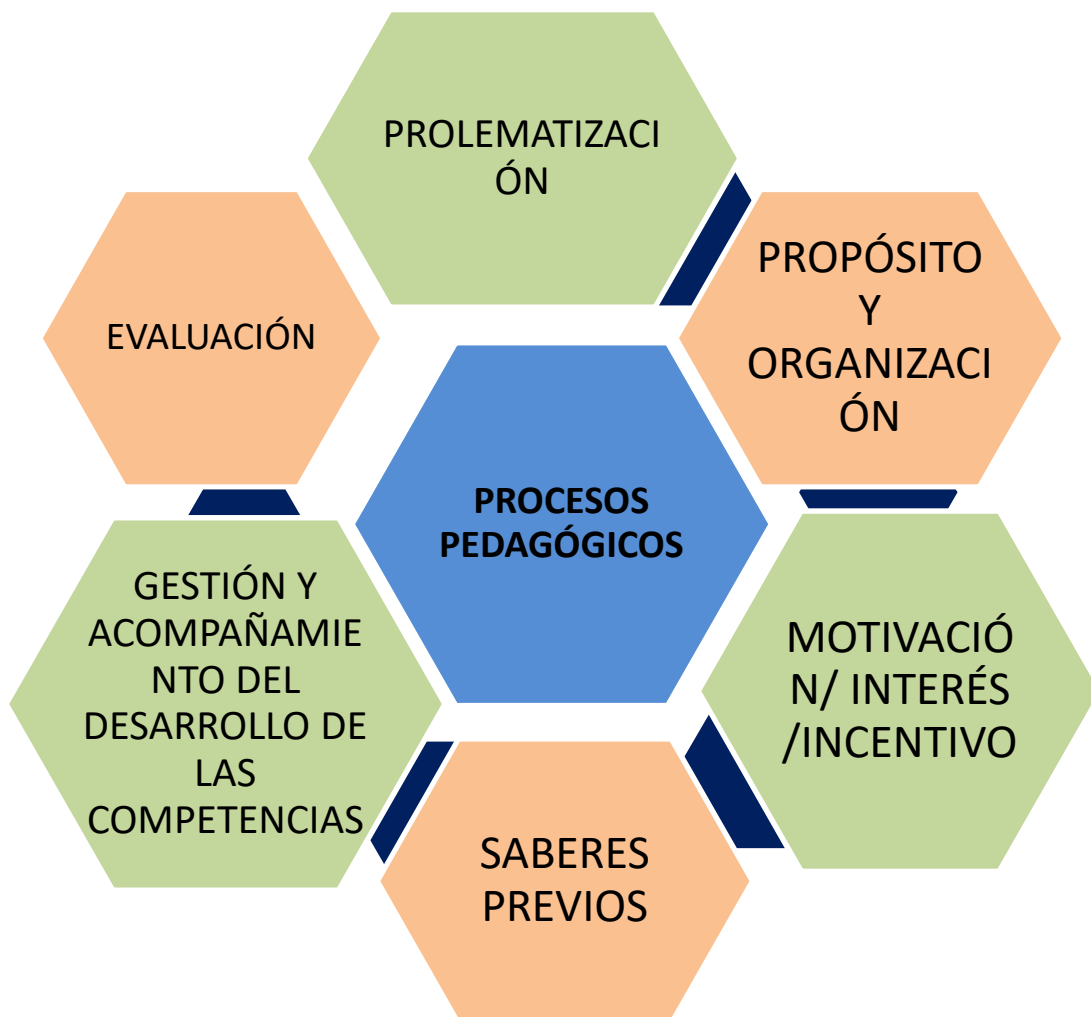 PROLEMATIZACI
ÓN
PROPÓSITO
Y
ORGANIZACI
ÓN
MOTIVACIÓ
N/ INTERÉS
/INCENTIVO
SABERES
PREVIOS
GESTIÓN Y
ACOMPAÑAMIE
NTO DEL
DESARROLLO DE
LAS
COMPETENCIAS
EVALUACIÓN
PROCESOS
PEDAGÓGICOS